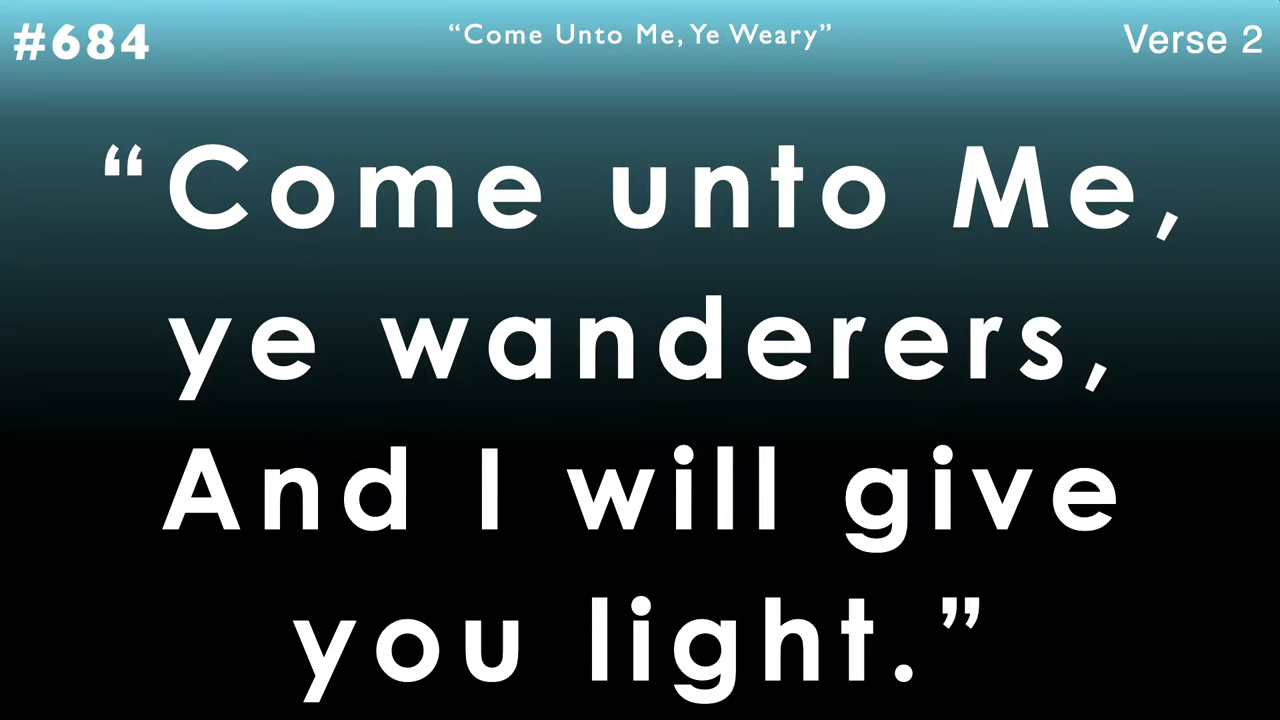 #684
“Come Unto Me, Ye Weary”
Verse 2
“Come unto Me,
ye wanderers,
And I will give
you light.”